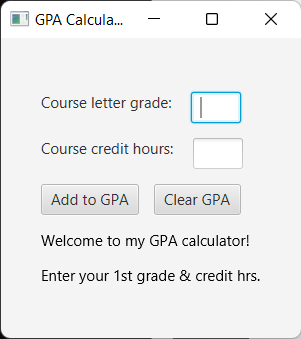 GPA Calcula...
Course letter grade:
Course credit hours:
Add to GPA Clear GPA
Welcome to my GPA calculator!
Enter your 1st grade & credit hrs.